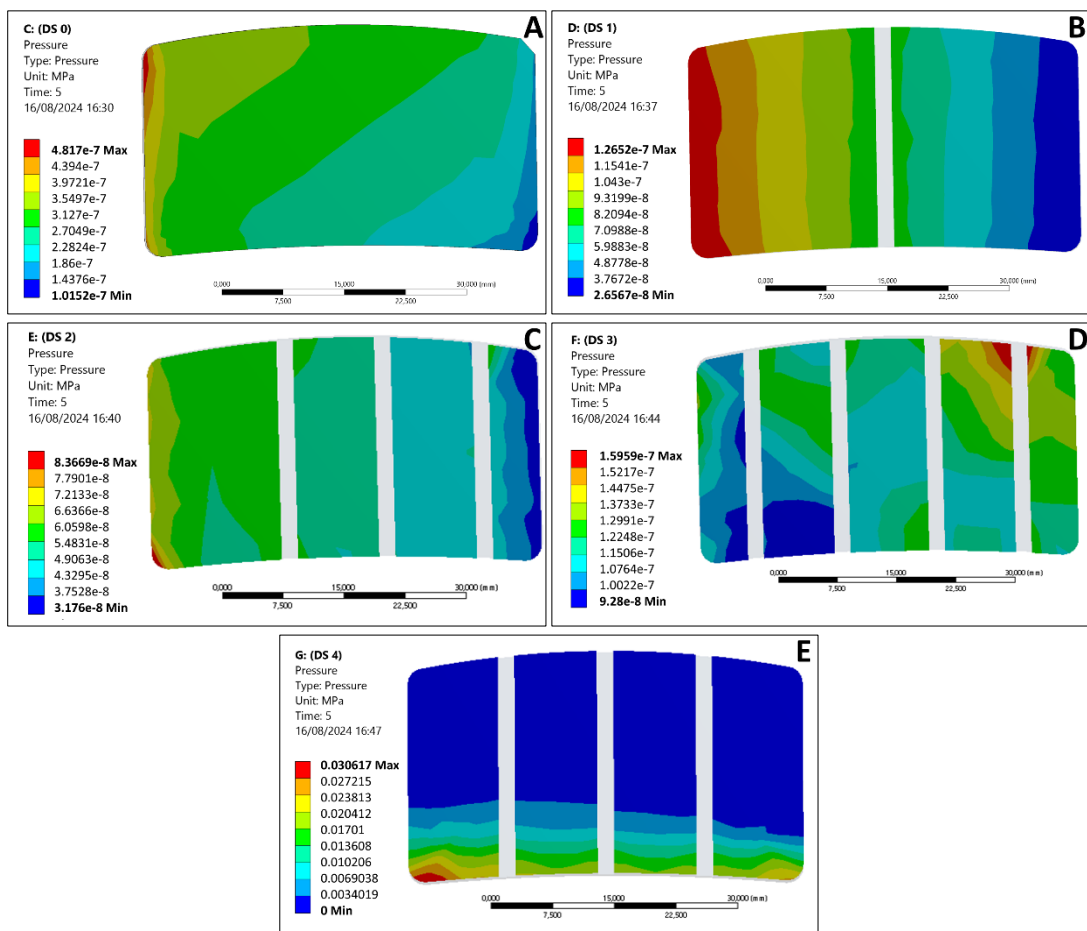 C: (DS 0)
Pressure
Type: Pressure
Unit: MPa
Time: 5
16/08/2024 16:30
A
4.817e-7 Max
4.394e-7
3.9721e-7
3.5497e-7
3.127e-7
2.7049e-7
2.2824e-7
1.86e-7
1.4376e-7
1.0152e-7 Min
0,000 15,000 30,000 (mm)
7,500 22,500
D: (DS 1)
Pressure
Type: Pressure
Unit: MPa
Time: 5
16/08/2024 16:37
B
1.2652e-7 Max
1.1541e-7
1.043e-7
9.3199e-8
8.2094e-8
7.0988e-8
5.9883e-8
4.8778e-8
3.7672e-8
2.6567e-8 Min
0,000 15,000 30,000 (mm)
7,500 22,500
E: (DS 2)
Pressure
Type: Pressure
Unit: MPa
Time: 5
16/08/2024 16:40
C
8.3669e-8 Max
7.7901e-8
7.2133e-8
6.6366e-8
6.0598e-8
5.4831e-8
4.9063e-8
4.3295e-8
3.7528e-8
3.176e-8 Min
0,000 15,000 30,000 (mm)
7,500 22,500
F: (DS 3)
Pressure
Type: Pressure
Unit: MPa
Time: 5
16/08/2024 16:44
D
1.5959e-7 Max
1.5217e-7
1.4475e-7
1.3733e-7
1.2991e-7
1.2248e-7
1.1506e-7
1.0764e-7
1.0022e-7
9.28e-8 Min
0,000 15,000 30,000 (mm)
7,500 22,500
G: (DS 4)
Pressure
Type: Pressure
Unit: MPa
Time: 5
16/08/2024 16:47
E
0.030617 Max
0.027215
0.023813
0.020412
0.01701
0.013608
0.010206
0.0069038
0.0034019
0 Min
0,000 15,000 30,000 (mm)
7,500 22,500